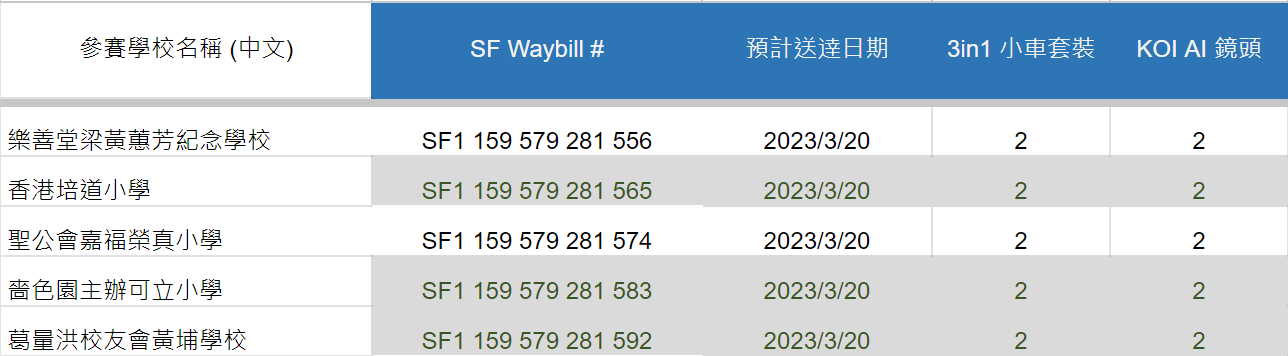 參賽學校名稱 (中文) SF Waybill # 預計送達日期 3in1 小車套裝 KOI AI 鏡頭
樂善堂梁黃蕙芳紀念學校 SF1 159 579 281 556 2023/3/20 2 2
香港培道小學 SF1 159 579 281 565 2023/3/20 2 2
聖公會嘉福榮真小學 SF1 159 579 281 574 2023/3/20 2 2
嗇色園主辦可立小學 SF1 159 579 281 583 2023/3/20 2 2
葛量洪校友會黃埔學校 SF1 159 579 281 592 2023/3/20 2 2